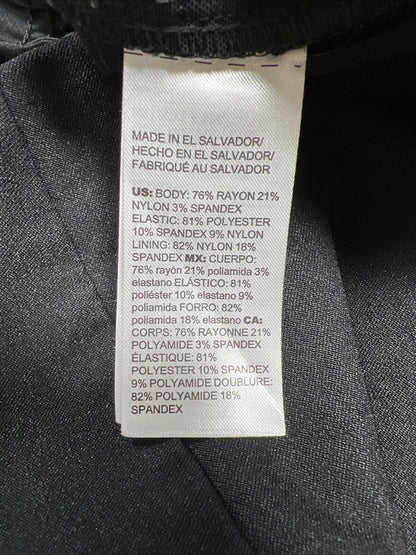 MADE IN EL SALVADOR/
HECHO EN EL SALVADOR/
FABRIQUÉ AU SALVADOR
US: BODY: 76% RAYON 21%
NYLON 3% SPANDEX
ELASTIC: 81% POLYESTER
10% SPANDEX 9% NYLON
LINING: 82% NYLON 18%
SPANDEX MX: CUERPO:
76% rayón 21% poliamida 3%
elastano ELÁSTICO: 81%
poliéster 10% elastano 9%
poliamida FORRO: 82%
poliamida 18% elastano CA:
CORPS: 76% RAYONNE 21%
POLYAMIDE 3% SPANDEX
ÉLASTIQUE: 81%
POLYESTER 10% SPANDEX
9% POLYAMIDE DOUBLURE:
82% POLYAMIDE 18%
SPANDEX